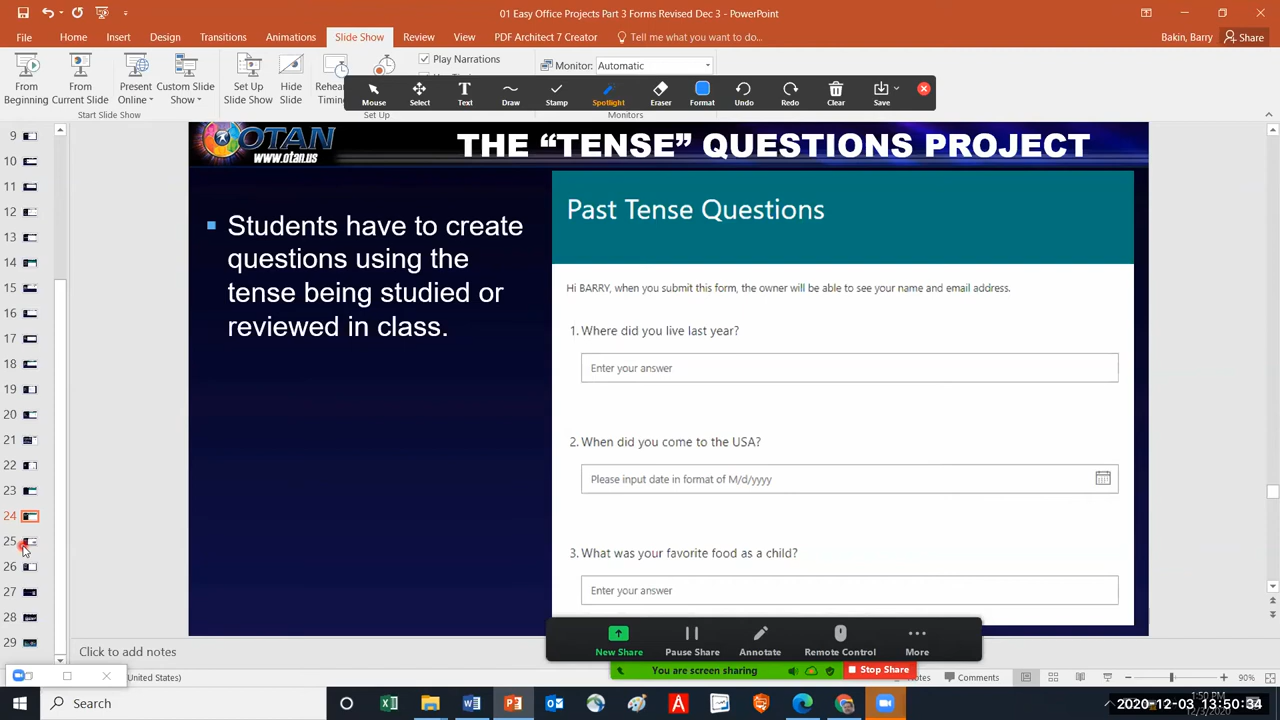 01 Easy Office Projects Part 3 Forms Revised Dec 3 - PowerPoint
File Home Insert Design Transitions Animations Slide Show Review View PDF Architect 7 Creator Tell me what you want to do... Bakin, Barry Share
From Beginning
From Current Slide
Present Online
Custom Slide Show
Set Up Slide Show
Hide Slide
Play Narrations
Monitor: Automatic
Mouse Select Text Draw Stamp Spotlight Eraser Format Undo Redo Clear Save
Start Slide Show
Set Up
Monitors
OTAN
www.otan.us
THE “TENSE” QUESTIONS PROJECT
Students have to create
questions using the
tense being studied or
reviewed in class.
Past Tense Questions
Hi BARRY, when you submit this form, the owner will be able to see your name and email address.
1. Where did you live last year?
Enter your answer
2. When did you come to the USA?
Please input date in format of M/d/yyyy
3. What was your favorite food as a child?
Enter your answer
10
11
12
13
14
15
16
17
18
19
20
21
22
23
24
25
26
27
28
29
Click to add notes
New Share Pause Share Annotate Remote Control More
You are screen sharing Stop Share
United States)
Comments
90%
Search
1:50 PM
2020-12-03 13:50:34